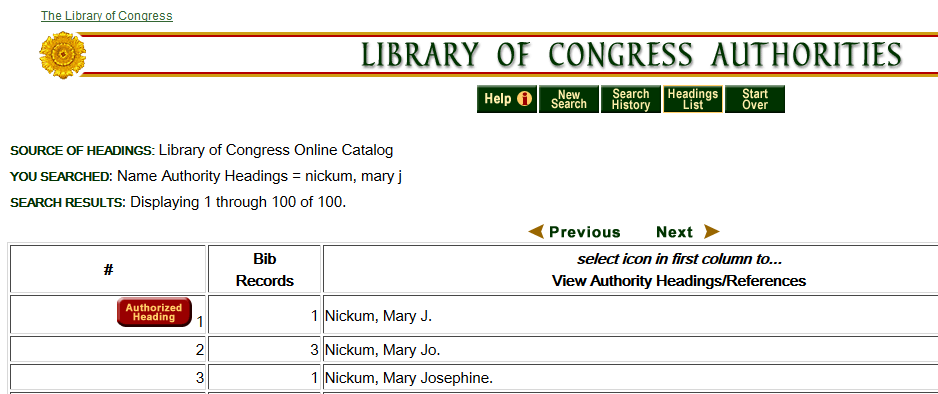 The Library of Congress
LIBRARY OF CONGRESS AUTHORITIES
Help i New Search Search History Headings List Start Over
SOURCE OF HEADINGS: Library of Congress Online Catalog
YOU SEARCHED: Name Authority Headings = nickum, mary j
SEARCH RESULTS: Displaying 1 through 100 of 100.
Previous Next
# Bib Records select icon in first column to... View Authority Headings/References
Authorized Heading 1 1 Nickum, Mary J.
2 3 Nickum, Mary Jo.
3 1 Nickum, Mary Josephine.